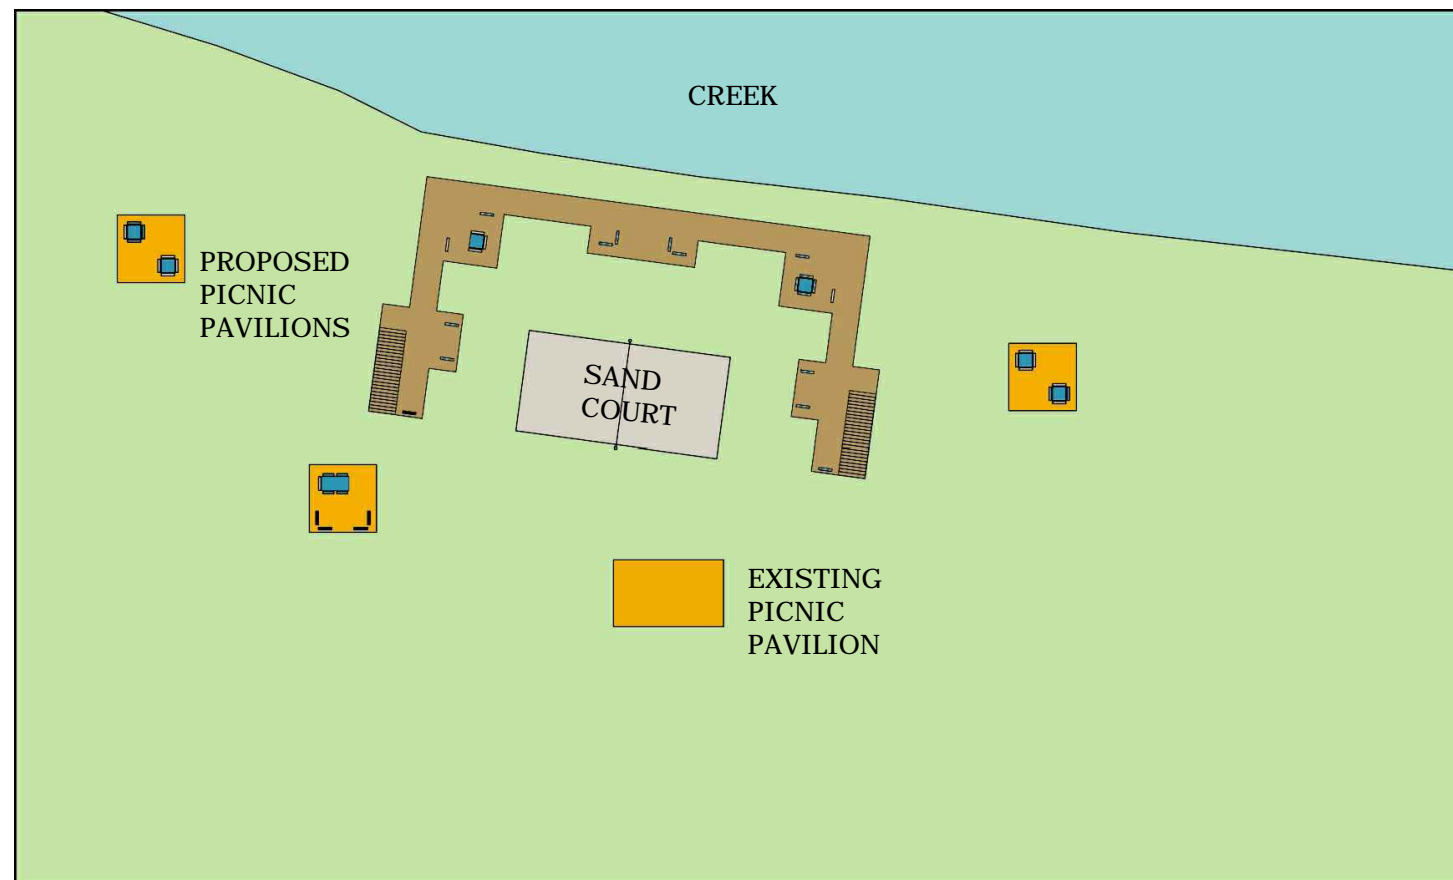 CREEK
PROPOSED
PICNIC
PAVILIONS
SAND
COURT
EXISTING
PICNIC
PAVILION